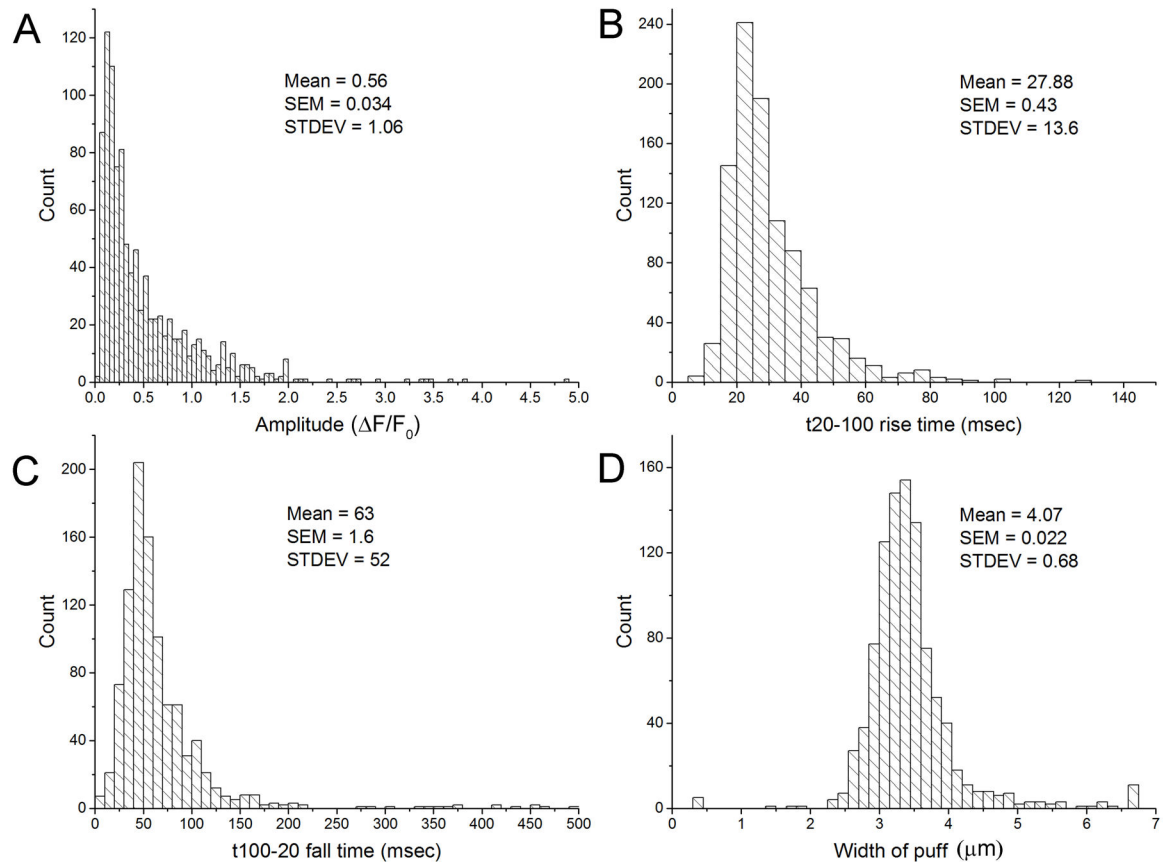 A
Mean = 0.56
SEM = 0.034
STDEV = 1.06
Count
120
100
80
60
40
20
0
0.0 0.5 1.0 1.5 2.0 2.5 3.0 3.5 4.0 4.5 5.0
Amplitude (ΔF/F₀)
B
Mean = 27.88
SEM = 0.43
STDEV = 13.6
Count
240
200
160
120
80
40
0
0 20 40 60 80 100 120 140
t20-100 rise time (msec)
C
Mean = 63
SEM = 1.6
STDEV = 52
Count
200
160
120
80
40
0
0 50 100 150 200 250 300 350 400 450 500
t100-20 fall time (msec)
D
Mean = 4.07
SEM = 0.022
STDEV = 0.68
Count
160
120
80
40
0
0 1 2 3 4 5 6 7
Width of puff (μm)